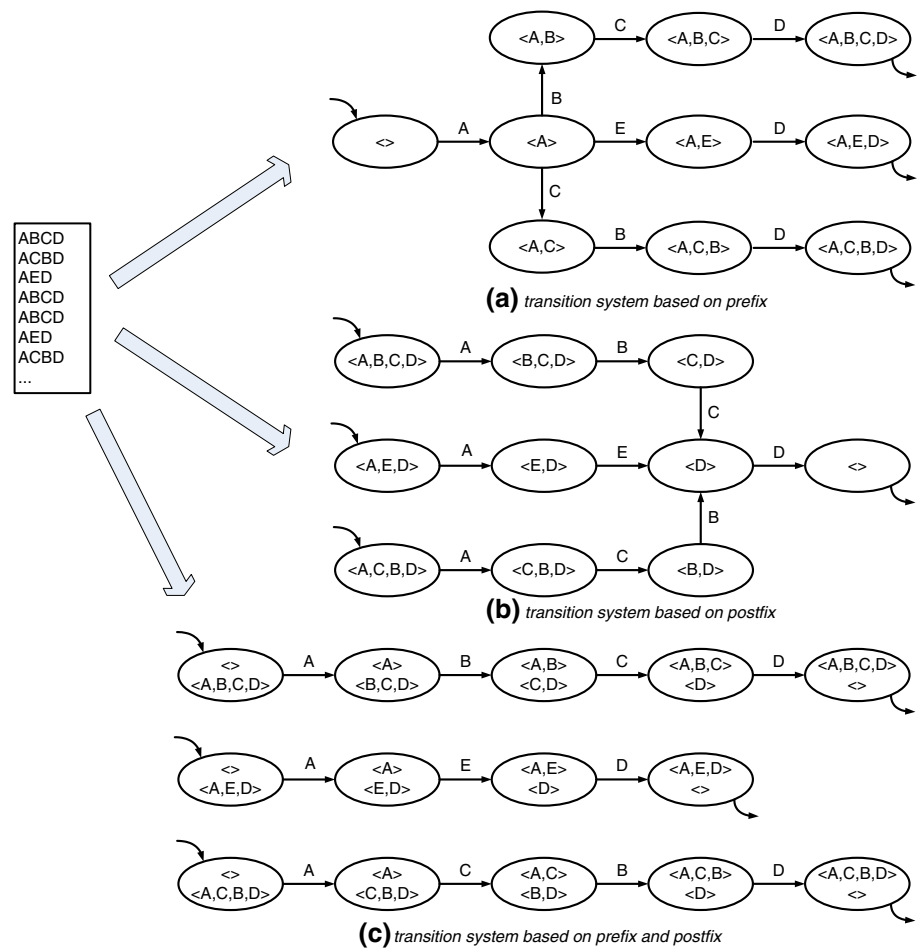 ABCD
ACBD
AED
ABCD
ABCD
AED
ACBD
...
<A,B>
C
<A,B,C>
D
<A,B,C,D>
B
<>
A
<A>
E
<A,E>
D
<A,E,D>
C
<A,C>
B
<A,C,B>
D
<A,C,B,D>
(a) transition system based on prefix
<A,B,C,D>
A
<B,C,D>
B
<C,D>
C
<A,E,D>
A
<E,D>
E
<D>
D
<>
B
<A,C,B,D>
A
<C,B,D>
C
<B,D>
(b) transition system based on postfix
<>
<A,B,C,D>
A
<A>
<B,C,D>
B
<A,B>
<C,D>
C
<A,B,C>
<D>
D
<A,B,C,D>
<>
<>
<A,E,D>
A
<A>
<E,D>
E
<A,E>
<D>
D
<A,E,D>
<>
<>
<A,C,B,D>
A
<A>
<C,B,D>
C
<A,C>
<B,D>
B
<A,C,B>
<D>
D
<A,C,B,D>
<>
(c) transition system based on prefix and postfix